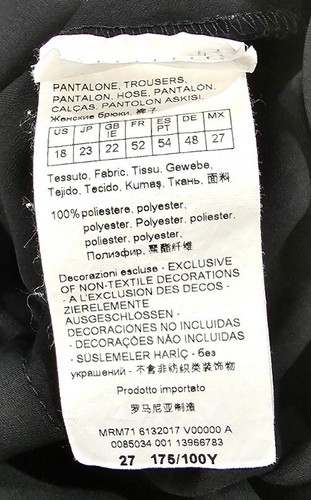 PANTALONE, TROUSERS,
PANTALON, HOSE, PANTALÓN,
CALÇAS, PANTOLON ASKISI,
Женские брюки, 裤子
US JP GB IE FR ES PT DE MX
18 23 22 52 54 48 27
Tessuto, Fabric, Tissu, Gewebe,
Tejido, Tecido, Kumaş, Ткань, 面料
100% poliestere, polyester,
polyester, Polyester, poliester,
poliester, polyester,
Полиэфир, 聚酯纤维
Decorazioni escluse - EXCLUSIVE
OF NON-TEXTILE DECORATIONS
- A L'EXCLUSION DES DECOS -
ZIERELEMENTE
AUSGESCHLOSSEN -
DECORACIONES NO INCLUIDAS
- DECORAÇÕES NÃO INCLUIDAS
- SÜSLEMELER HARİÇ - без
украшений - 不含非纺织类装饰物
Prodotto importato
罗马尼亚制造
MRM71 6132017 V00000 A
0085034 001 13966783
27 175/100Y